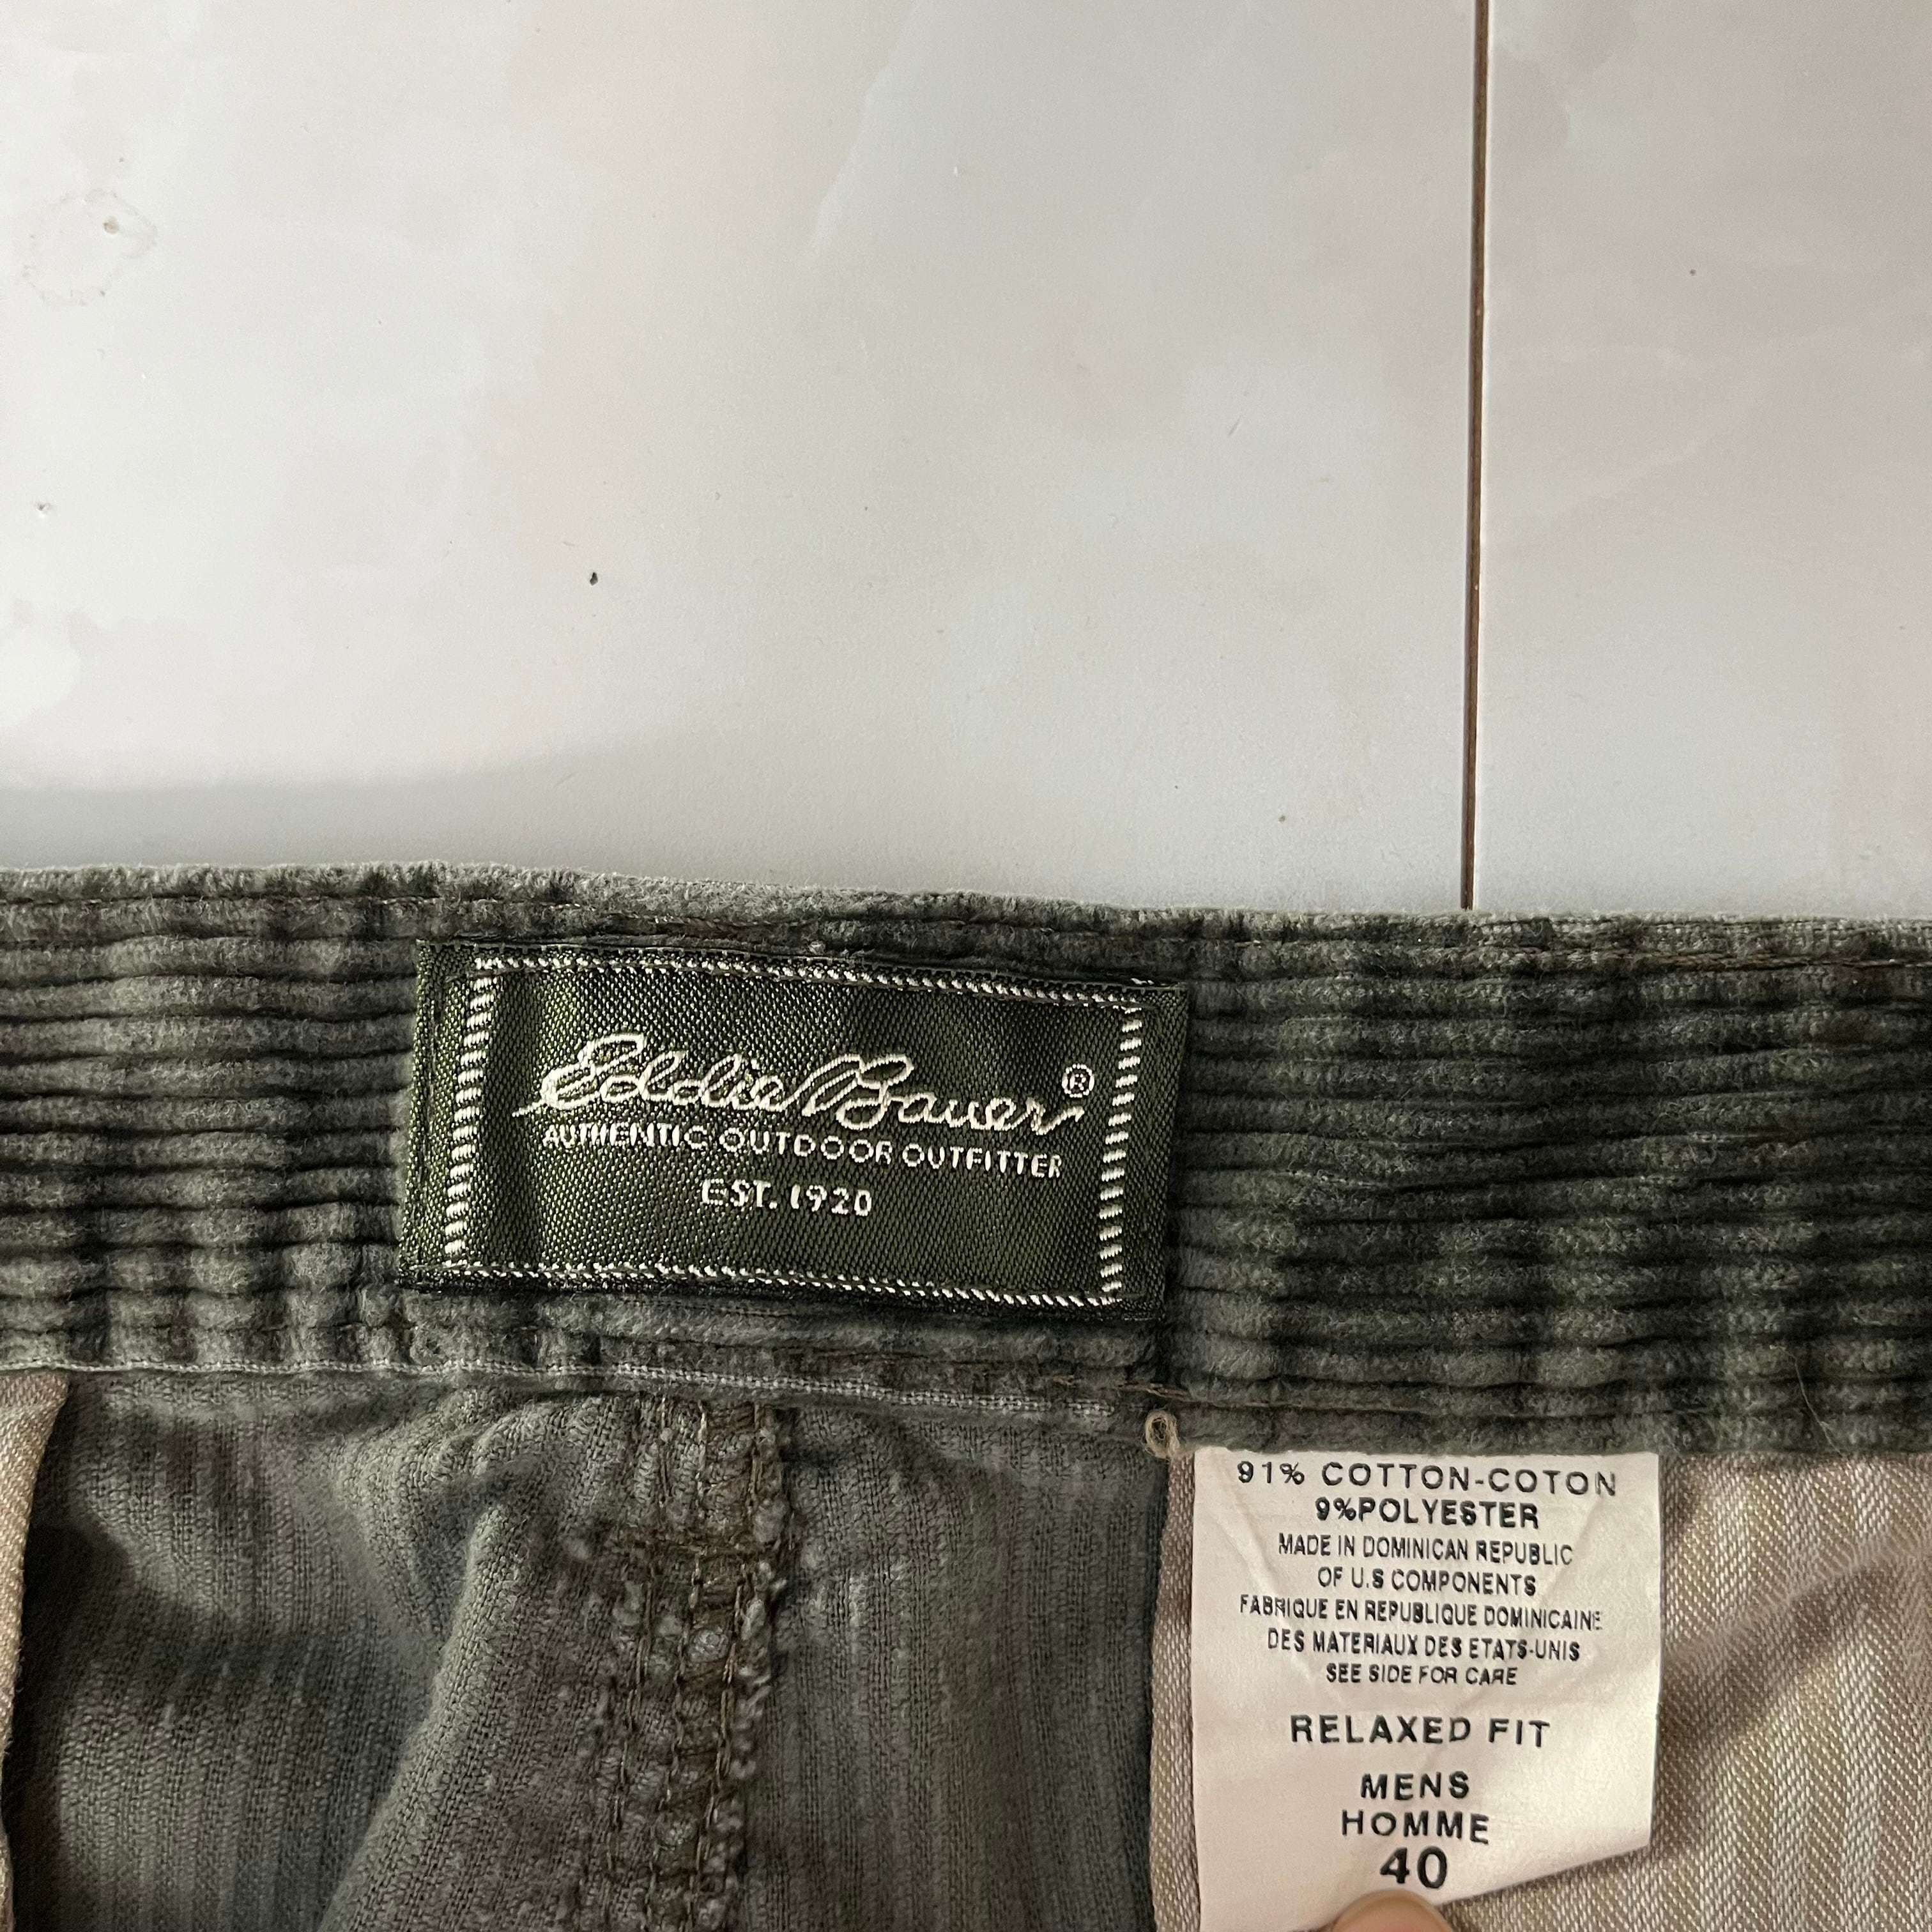 Eddie Bauer®
AUTHENTIC OUTDOOR OUTFITTER
EST. 1920
91% COTTON-COTON
9%POLYESTER
MADE IN DOMINICAN REPUBLIC
OF U.S COMPONENTS
FABRIQUE EN REPUBLIQUE DOMINICAINE
DES MATERIAUX DES ETATS-UNIS
SEE SIDE FOR CARE
RELAXED FIT
MENS
HOMME
40